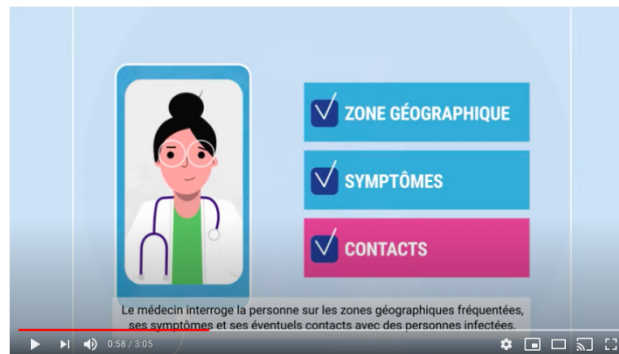 ZONE GÉOGRAPHIQUE
SYMPTÔMES
CONTACTS
Le médecin interroge la personne sur les zones géographiques fréquentées,
ses symptômes et ses éventuels contacts avec des personnes infectées.
0:58 / 3:05